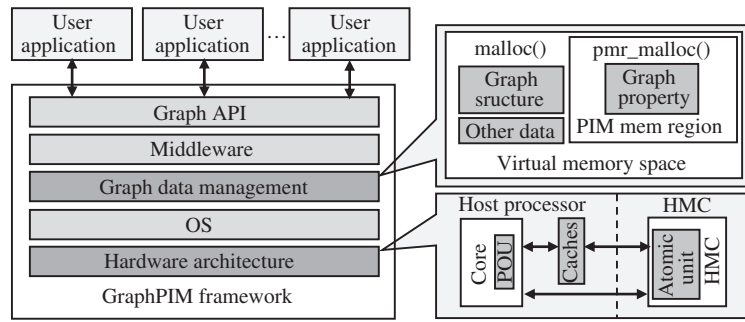 User
application
User
application
...
User
application
Graph API
Middleware
Graph data management
OS
Hardware architecture
GraphPIM framework
malloc()
Graph
sructure
Other data
pmr_malloc()
Graph
property
PIM mem region
Virtual memory space
Host processor
HMC
Core
POU
Caches
Atomic
unit
HMC